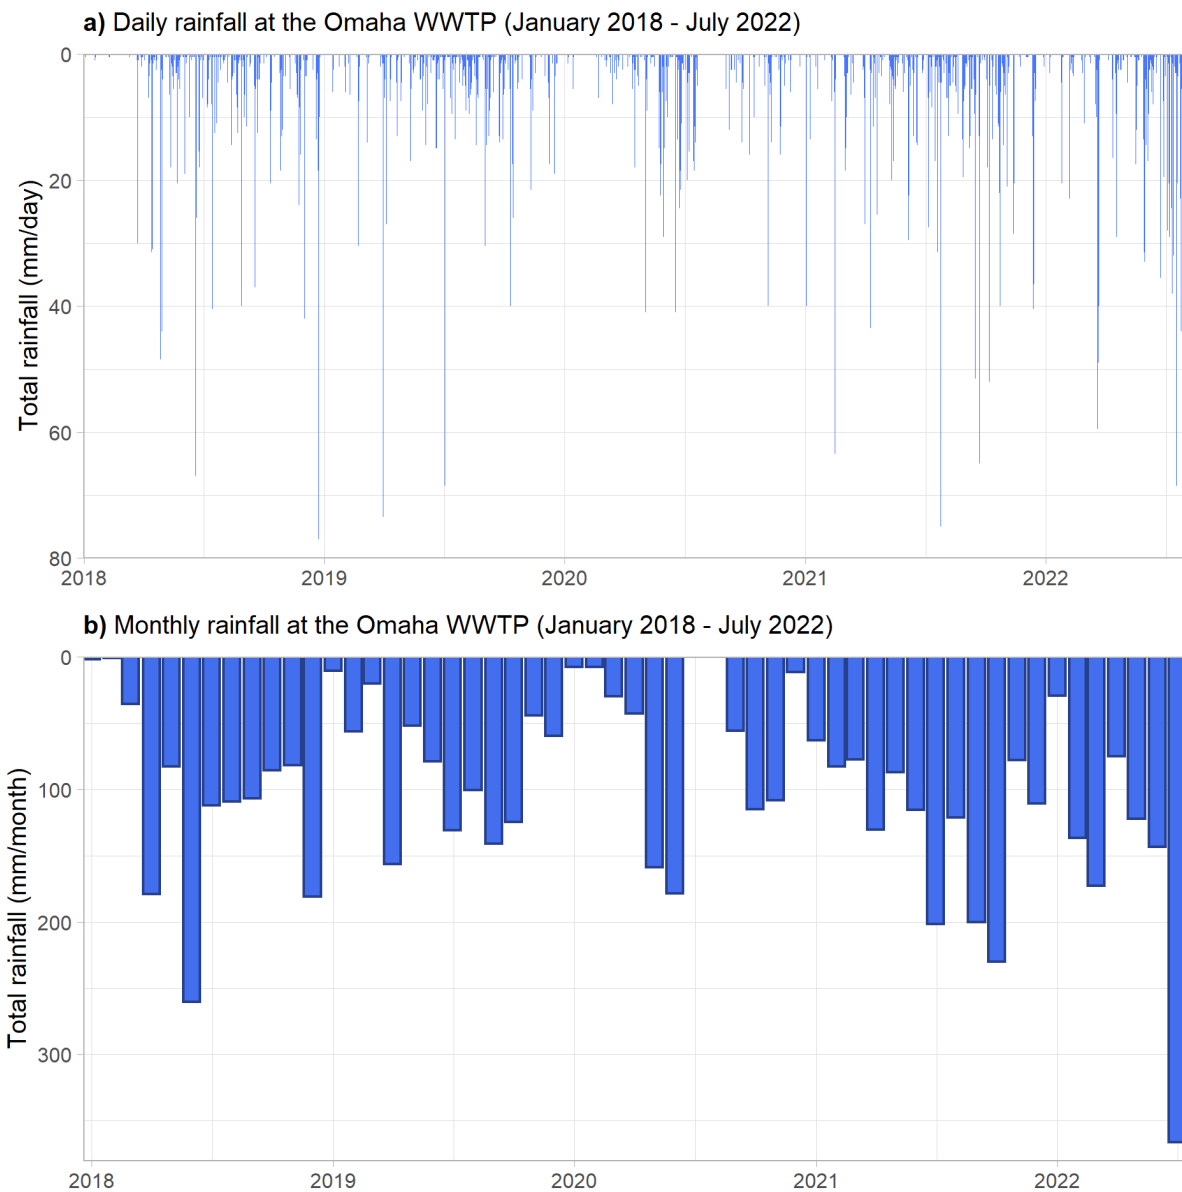 a) Daily rainfall at the Omaha WWTP (January 2018 - July 2022)
Total rainfall (mm/day)
0
20
40
60
80
2018 2019 2020 2021 2022
b) Monthly rainfall at the Omaha WWTP (January 2018 - July 2022)
Total rainfall (mm/month)
0
100
200
300
2018 2019 2020 2021 2022